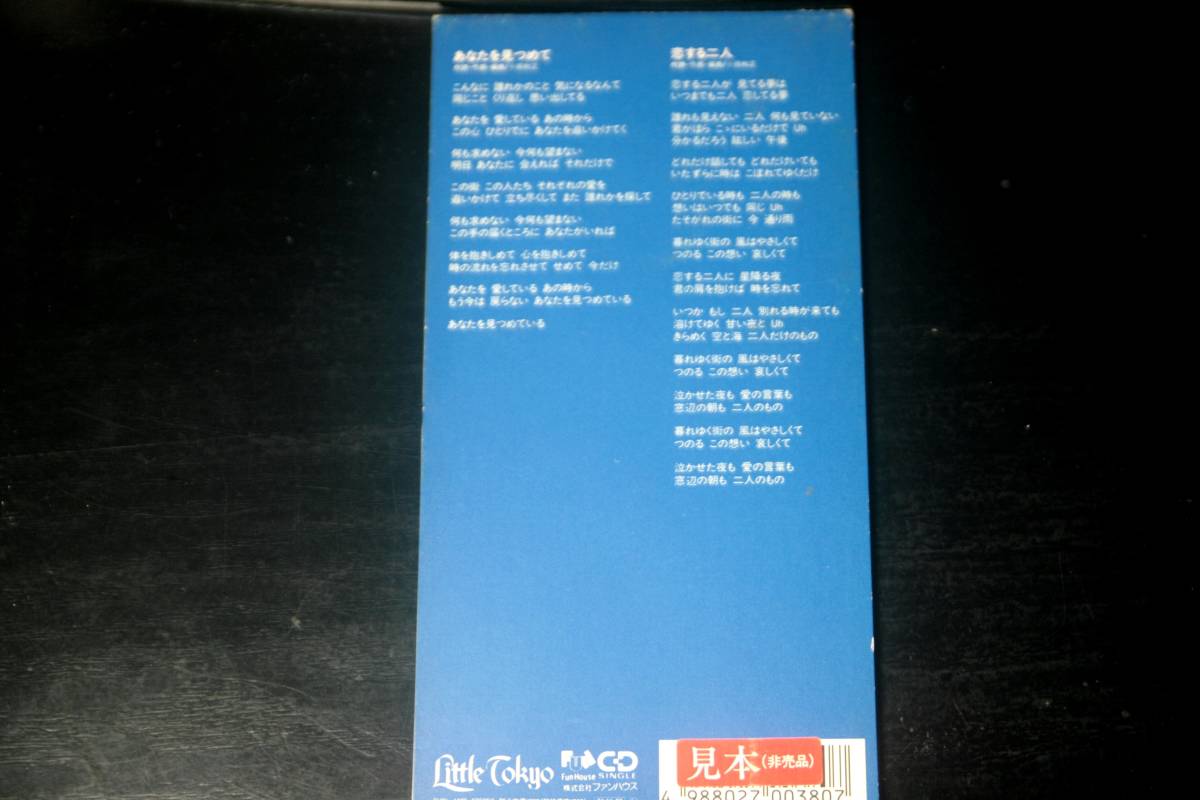 あなたを見つめて
こんなに 誰れかのこと 気になるなんて
同じこと くり返し 思い出してる
あなたを 愛している あの時から
この心 ひとりでに あなたを追いかけてく
何も求めない 今何も望まない
明日 あなたに 会えれば それだけで
この街 この人たち それぞれの愛を
追いかけて 立ち尽くして また 誰れかを探して
何も求めない 今何も望まない
この手の届くところに あなたがいれば
体を抱きしめて 心を抱きしめて
時の流れを忘れさせて せめて 今だけ
あなたを 愛している あの時から
もう今は 戻らない あなたを見つめている
あなたを見つめている
恋する二人
恋する二人が 見てる夢は
いつまでも二人 恋してる夢
誰れも見えない 二人 何も見ていない
君がほら こゝにいるだけで Uh
分かるだろう 眩しい 午後
どれだけ話しても どれだけいても
いたずらに時は こぼれてゆくだけ
ひとりでいる時も 二人の時も
想いはいつでも 同じ Uh
たそがれの街に 今 通り雨
暮れゆく街の 風はやさしくて
つのる この想い 哀しくて
恋する二人に 星降る夜
君の肩を抱けば 時を忘れて
いつか もし 二人 別れる時が来ても
溶けてゆく 甘い夜と Uh
きらめく 空と海 二人だけのもの
暮れゆく街の 風はやさしくて
つのる この想い 哀しくて
泣かせた夜も 愛の言葉も
窓辺の朝も 二人のもの
暮れゆく街の 風はやさしくて
つのる この想い 哀しくて
泣かせた夜も 愛の言葉も
窓辺の朝も 二人のもの
Little Tokyo
Fun House
CD SINGLE
株式会社ファンハウス
見本(非売品)
4 988027 003807